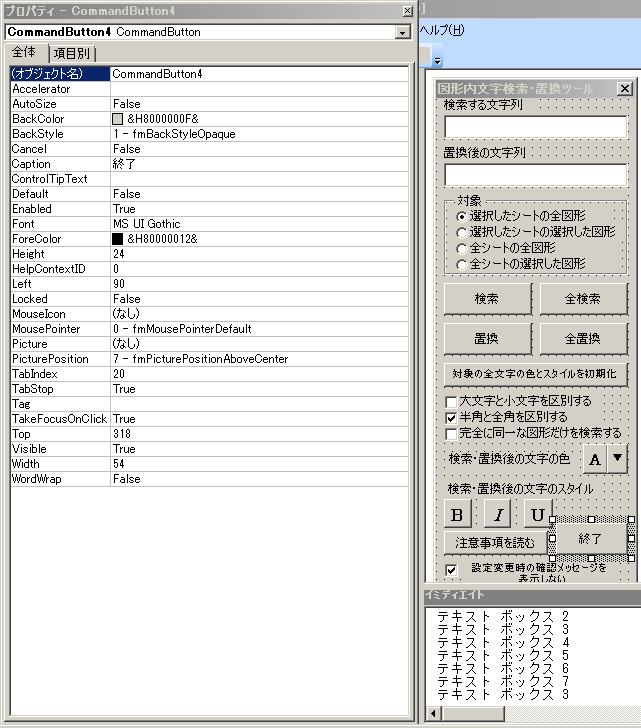 プロパティ - CommandButton4
CommandButton4 CommandButton
全体 項目別
(オブジェクト名) CommandButton4
Accelerator
AutoSize False
BackColor &H8000000F&
BackStyle 1 - fmBackStyleOpaque
Cancel False
Caption 終了
ControlTipText
Default False
Enabled True
Font MS UI Gothic
ForeColor &H80000012&
Height 24
HelpContextID 0
Left 90
Locked False
MouseIcon (なし)
MousePointer 0 - fmMousePointerDefault
Picture (なし)
PicturePosition 7 - fmPicturePositionAboveCenter
TabIndex 20
TabStop True
Tag
TakeFocusOnClick True
Top 318
Visible True
Width 54
WordWrap False
ヘルプ(H)
図形内文字検索・置換ツール
検索する文字列
置換後の文字列
対象
選択したシートの全図形
選択したシートの選択した図形
全シートの全図形
全シートの選択した図形
検索 全検索
置換 全置換
対象の全文字の色とスタイルを初期化
大文字と小文字を区別する
半角と全角を区別する
完全に同一な図形だけを検索する
検索・置換後の文字の色 A
検索・置換後の文字のスタイル
B I U
注意事項を読む 終了
設定変更時の確認メッセージを
表示しない
イミディエイト
テキスト ボックス 2
テキスト ボックス 3
テキスト ボックス 4
テキスト ボックス 5
テキスト ボックス 6
テキスト ボックス 7
テキスト ボックス 3